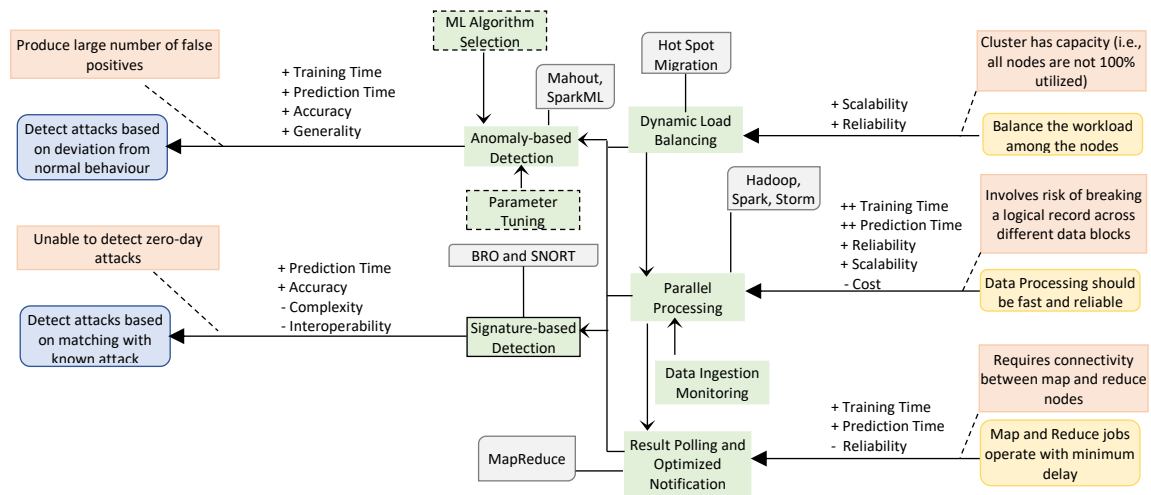 Produce large number of false
positives
Detect attacks based
on deviation from
normal behaviour
+ Training Time
+ Prediction Time
+ Accuracy
+ Generality
ML Algorithm
Selection
Mahout,
SparkML
Anomaly-based
Detection
Parameter
Tuning
Unable to detect zero-day
attacks
Detect attacks based
on matching with
known attack
+ Prediction Time
+ Accuracy
- Complexity
- Interoperability
BRO and SNORT
Signature-based
Detection
MapReduce
Hot Spot
Migration
Dynamic Load
Balancing
Hadoop,
Spark, Storm
Parallel
Processing
Data Ingestion
Monitoring
Result Polling and
Optimized
Notification
+ Scalability
+ Reliability
Cluster has capacity (i.e.,
all nodes are not 100%
utilized)
Balance the workload
among the nodes
++ Training Time
++ Prediction Time
+ Reliability
+ Scalability
- Cost
Involves risk of breaking
a logical record across
different data blocks
Data Processing should
be fast and reliable
+ Training Time
+ Prediction Time
- Reliability
Requires connectivity
between map and reduce
nodes
Map and Reduce jobs
operate with minimum
delay